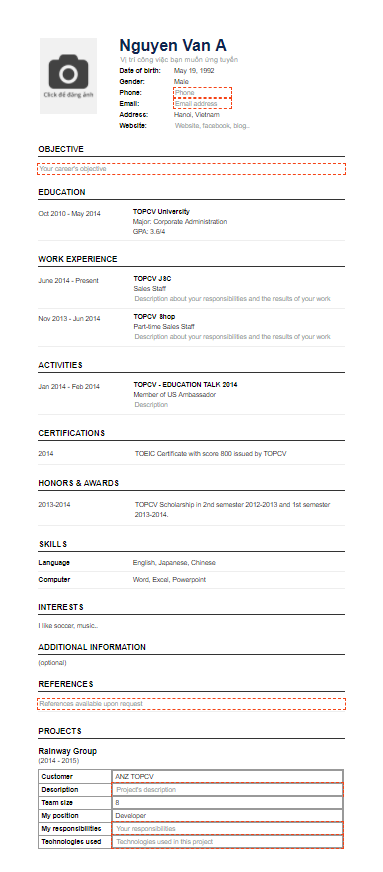 Nguyen Van A
Vị trí công việc bạn muốn ứng tuyển
Click để đăng ảnh
Date of birth: May 19, 1992
Gender: Male
Phone: Phone
Email: Email address
Address: Hanoi, Vietnam
Website: Website, facebook, blog..
OBJECTIVE
Your career's objective
EDUCATION
Oct 2010 - May 2014 TOPCV University
Major: Corporate Administration
GPA: 3.6/4
WORK EXPERIENCE
June 2014 - Present TOPCV JSC
Sales Staff
Description about your responsibilities and the results of your work
Nov 2013 - Jun 2014 TOPCV Shop
Part-time Sales Staff
Description about your responsibilities and the results of your work
ACTIVITIES
Jan 2014 - Feb 2014 TOPCV - EDUCATION TALK 2014
Member of US Ambassador
Description
CERTIFICATIONS
2014 TOEIC Certificate with score 800 issued by TOPCV
HONORS & AWARDS
2013-2014 TOPCV Scholarship in 2nd semester 2012-2013 and 1st semester
2013-2014.
SKILLS
Language English, Japanese, Chinese
Computer Word, Excel, Powerpoint
INTERESTS
I like soccer, music..
ADDITIONAL INFORMATION
(optional)
REFERENCES
References available upon request
PROJECTS
Rainway Group
(2014 - 2015)
Customer ANZ TOPCV
Description Project's description
Team size 8
My position Developer
My responsibilities Your responsibilities
Technologies used Technologies used in this project